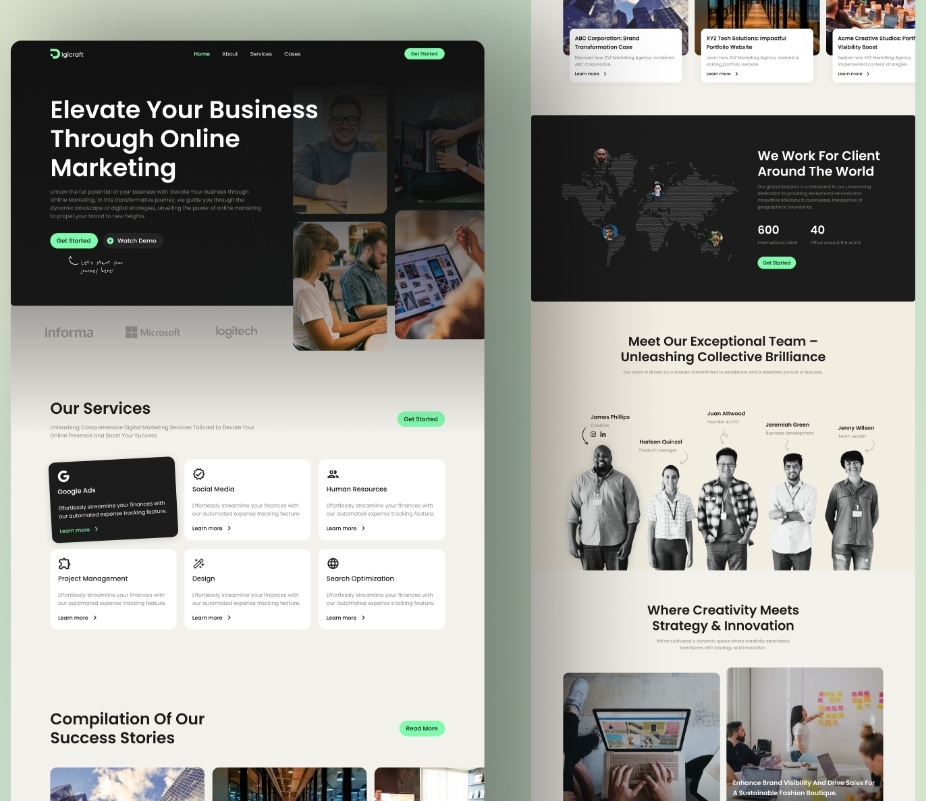 Digicraft
Home About Services Cases
Get Started
Elevate Your Business
Through Online
Marketing
Unlock the full potential of your business with 'Elevate Your Business through
Online Marketing.' In this transformative journey, we guide you through the
dynamic landscape of digital strategies, unveiling the power of online marketing
to propel your brand to new heights.
Get Started
Watch Demo
Let's start your
journey here!
informa
Microsoft
logitech
Our Services
Unleashing Comprehensive Digital Marketing Services Tailored to Elevate Your
Online Presence and Boost Your Success.
Get Started
Google Ads
Effortlessly streamline your finances with
our automated expense tracking feature.
Learn more
Social Media
Effortlessly streamline your finances with
our automated expense tracking feature.
Learn more
Human Resources
Effortlessly streamline your finances with
our automated expense tracking feature.
Learn more
Project Management
Effortlessly streamline your finances with
our automated expense tracking feature.
Learn more
Design
Effortlessly streamline your finances with
our automated expense tracking feature.
Learn more
Search Optimization
Effortlessly streamline your finances with
our automated expense tracking feature.
Learn more
Compilation Of Our
Success Stories
Read More
ABC Corporation: Brand
Transformation Case
Discover how XYZ Marketing Agency revitalized
ABC Corporation.
Learn more
XYZ Tech Solutions: Impactful
Portfolio Website
Learn how XYZ Marketing Agency created a
striking portfolio website.
Learn more
Acme Creative Studios: Portf
Visibility Boost
Explore how XYZ Marketing Agency
implemented content strategies.
Learn more
We Work For Client
Around The World
Our global footprint is a testament to our unwavering
dedication to providing exceptional services and
innovative solutions to businesses, irrespective of
geographical boundaries.
600
International client
40
Office around the world
Get Started
Meet Our Exceptional Team –
Unleashing Collective Brilliance
Our team is driven by a shared commitment to excellence and a relentless pursuit of success.
James Phillips
Creative
Harleen Quinzel
Product manager
Juan Attwood
Founder & CEO
Jeremiah Green
Business development
Jenny Wilson
Team Leader
Where Creativity Meets
Strategy & Innovation
We've cultivated a dynamic space where creativity seamlessly
intertwines with strategy and innovation.
Enhance Brand Visibility And Drive Sales For
A Sustainable Fashion Boutique.